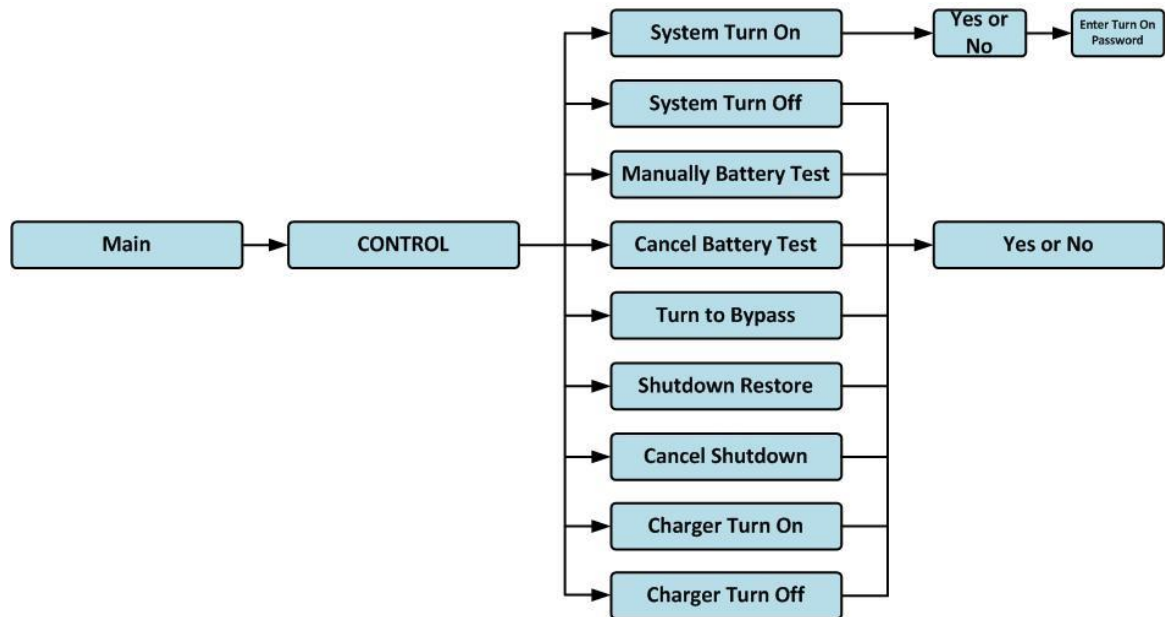 System Turn On
Yes or
No
Enter Turn On
Password
System Turn Off
Manually Battery Test
Main
CONTROL
Cancel Battery Test
Yes or No
Turn to Bypass
Shutdown Restore
Cancel Shutdown
Charger Turn On
Charger Turn Off